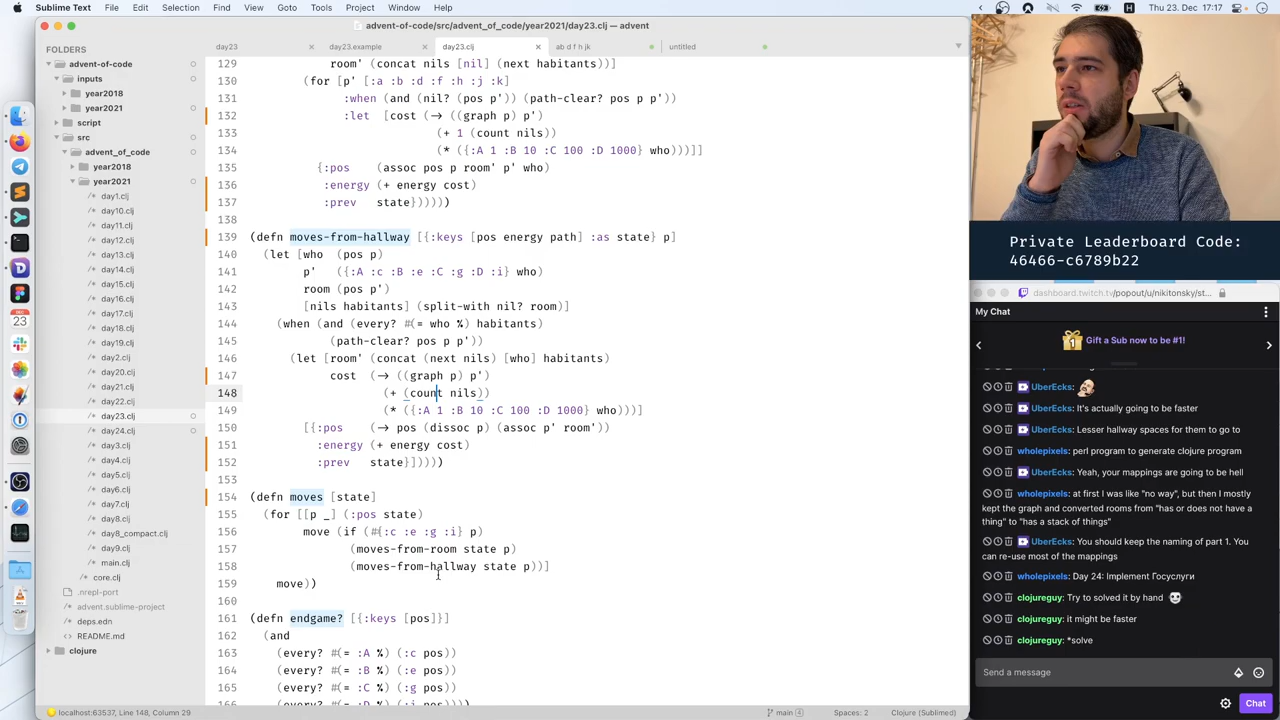 Sublime Text File Edit Selection Find View Goto Tools Project Window Help
Thu 23. Dec 17:17
advent-of-code/src/advent_of_code/year2021/day23.clj — advent
FOLDERS
advent-of-code
inputs
year2018
year2021
script
src
advent_of_code
year2018
year2021
day1.clj
day10.clj
day11.clj
day12.clj
day13.clj
day14.clj
day15.clj
day16.clj
day17.clj
day18.clj
day19.clj
day2.clj
day20.clj
day21.clj
day22.clj
day23.clj
day24.clj
day3.clj
day4.clj
day5.clj
day6.clj
day7.clj
day8.clj
day8_compact.clj
day9.clj
main.clj
core.clj
.nrepl-port
advent.sublime-project
deps.edn
README.md
clojure
day23
day23.example
day23.clj
ab d f h jk
untitled
129 room' (concat nils [nil] (next habitants))]
130 (for [p' [:a :b :d :f :h :j :k]
131 :when (and (nil? (pos p')) (path-clear? pos p p'))
132 :let [cost (-> ((graph p) p')
133 (+ 1 (count nils))
134 (* ({:A 1 :B 10 :C 100 :D 1000} who)))]]
135 {:pos (assoc pos p room' p' who)
136 :energy (+ energy cost)
137 :prev state}))))))
138
139 (defn moves-from-hallway [{:keys [pos energy path] :as state} p]
140 (let [who (pos p)
141 p' ({:A :c :B :e :C :g :D :i} who)
142 room (pos p')
143 [nils habitants] (split-with nil? room)]
144 (when (and (every? #(= who %) habitants)
145 (path-clear? pos p p'))
146 (let [room' (concat (next nils) [who] habitants)
147 cost (-> ((graph p) p')
148 (+ (count nils))
149 (* ({:A 1 :B 10 :C 100 :D 1000} who)))]
150 [{:pos (-> pos (dissoc p) (assoc p' room'))
151 :energy (+ energy cost)
152 :prev state}]))))
153
154 (defn moves [state]
155 (for [[p _] (:pos state)
156 move (if (#{:c :e :g :i} p)
157 (moves-from-room state p)
158 (moves-from-hallway state p))]
159 move))
160
161 (defn endgame? [{:keys [pos]}]
162 (and
163 (every? #(= :A %) (:c pos))
164 (every? #(= :B %) (:e pos))
165 (every? #(= :C %) (:g pos))
localhost:63537, Line 148, Column 29
main 4
Spaces: 2
Clojure (Sublimed)
Private Leaderboard Code:
46466-c6789b22
dashboard.twitch.tv/popout/u/nikitonsky/st...
My Chat
Gift a Sub now to be #1!
UberEcks:
UberEcks: It's actually going to be faster
UberEcks: Lesser hallway spaces for them to go to
wholepixels: perl program to generate clojure program
UberEcks: Yeah, your mappings are going to be hell
wholepixels: at first I was like "no way", but then I mostly
kept the graph and converted rooms from "has or does not have a
thing" to "has a stack of things"
UberEcks: You should keep the naming of part 1. You
can re-use most of the mappings
wholepixels: Day 24: Implement Госуслуги
clojureguy: Try to solved it by hand
clojureguy: it might be faster
clojureguy: *solve
Send a message
Chat